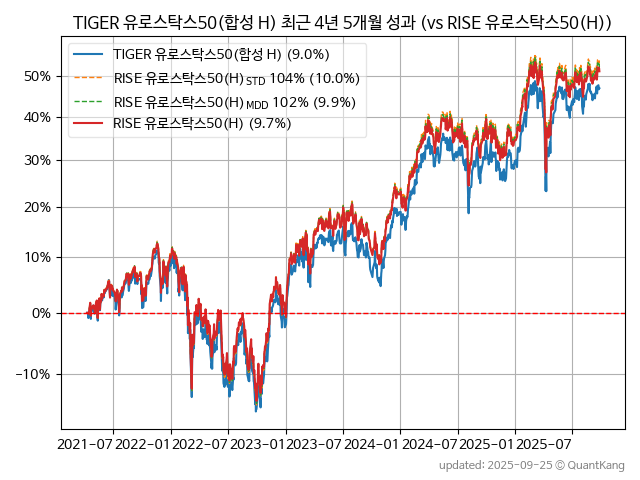 TIGER 유로스탁스50(합성 H) 최근 4년 5개월 성과 (vs RISE 유로스탁스50(H))
TIGER 유로스탁스50(합성 H) (9.0%)
RISE 유로스탁스50(H) STD 104% (10.0%)
RISE 유로스탁스50(H) MDD 102% (9.9%)
RISE 유로스탁스50(H) (9.7%)
50%
40%
30%
20%
10%
0%
-10%
2021-07 2022-01 2022-07 2023-01 2023-07 2024-01 2024-07 2025-01 2025-07
updated: 2025-09-25 © QuantKang